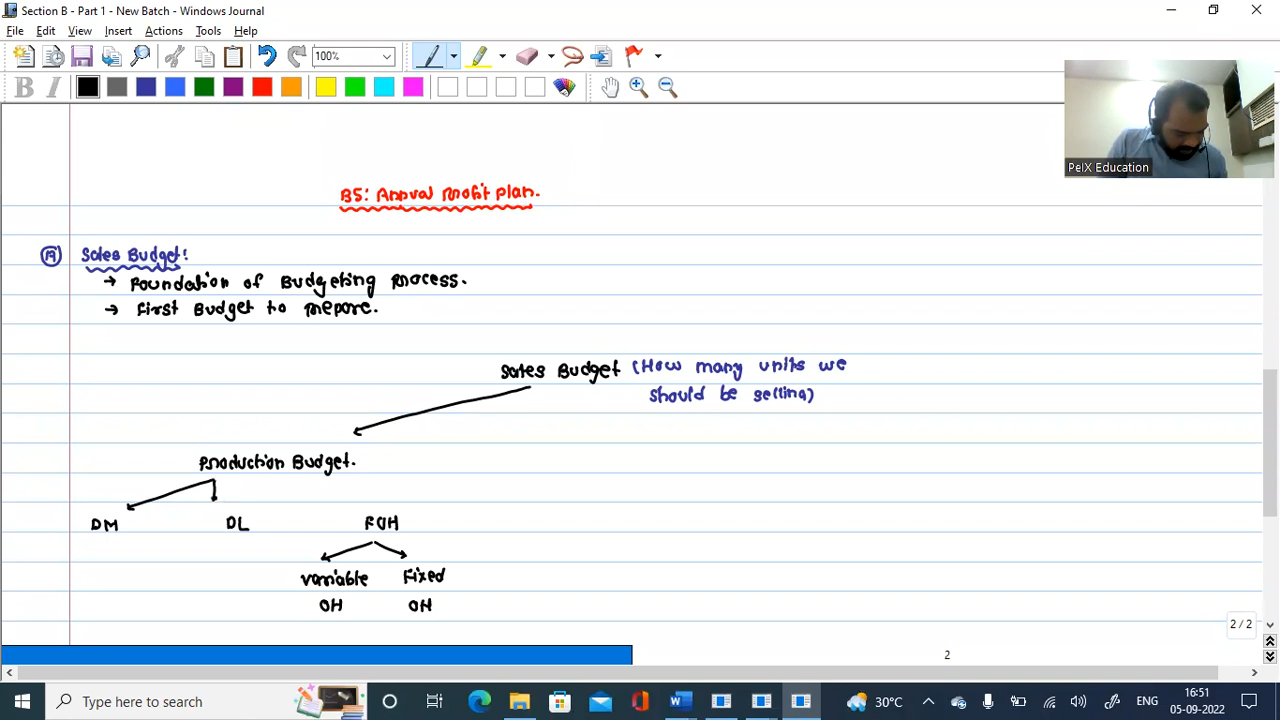 Section B - Part 1 - New Batch - Windows Journal
File Edit View Insert Actions Tools Help
100%
B I
PelX Education
B5: Annual Profit Plan.
(A) Sales Budget:
→ Foundation of Budgeting Process.
→ First Budget to Prepare.
Sales Budget (How many units we
should be selling)
Production Budget.
DM DL FOH
Variable Fixed
OH OH
2 / 2
2
Type here to search
30°C
ENG
16:51
05-09-2022